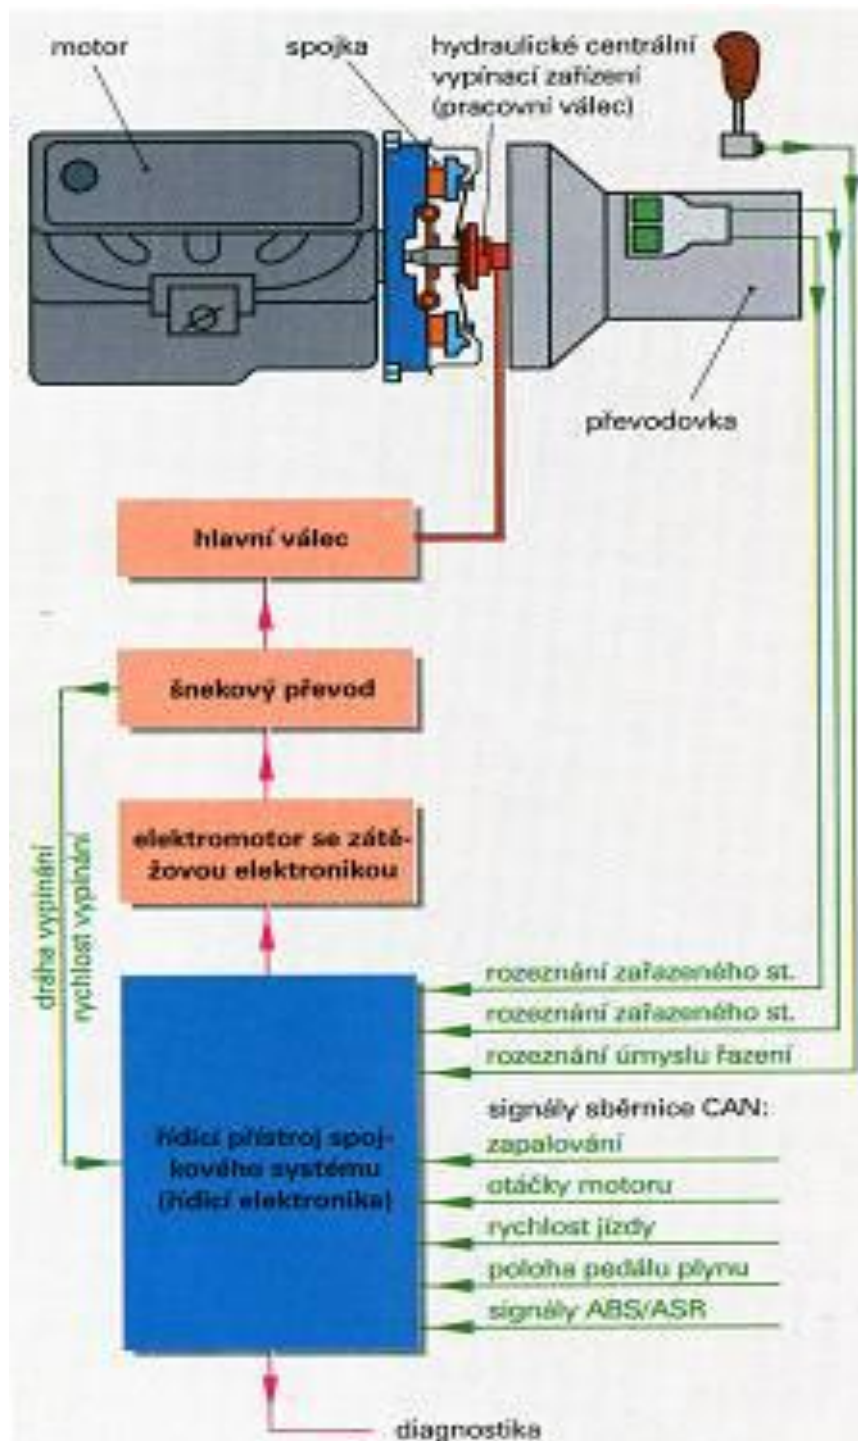 motor
spojka
hydraulické centrální
vypínací zařízení
(pracovní válec)
převodovka
hlavní válec
šnekový převod
elektromotor se zátě-
žovou elektronikou
dráha vypínání
rychlost vypínání
řídicí přístroj spoj-
kového systému
(řídicí elektronika)
rozeznání zařazeného st.
rozeznání zařazeného st.
rozeznání úmyslu řazení
signály sběrnice CAN:
zapalování
otáčky motoru
rychlost jízdy
poloha pedálu plynu
signály ABS/ASR
diagnostika